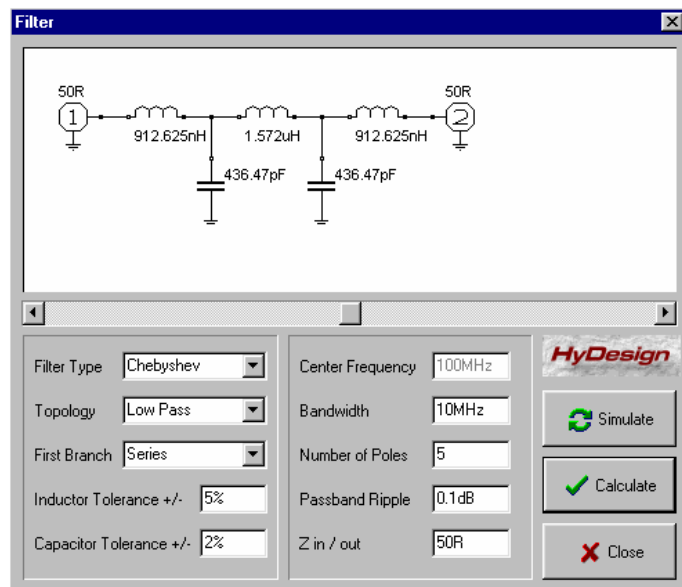 Filter
50R
50R
1
2
912.625nH
1.572uH
912.625nH
436.47pF
436.47pF
Filter Type
Chebyshev
Topology
Low Pass
First Branch
Series
Inductor Tolerance +/-
5%
Capacitor Tolerance +/-
2%
Center Frequency
100MHz
Bandwidth
10MHz
Number of Poles
5
Passband Ripple
0.1dB
Z in / out
50R
HyDesign
Simulate
Calculate
Close